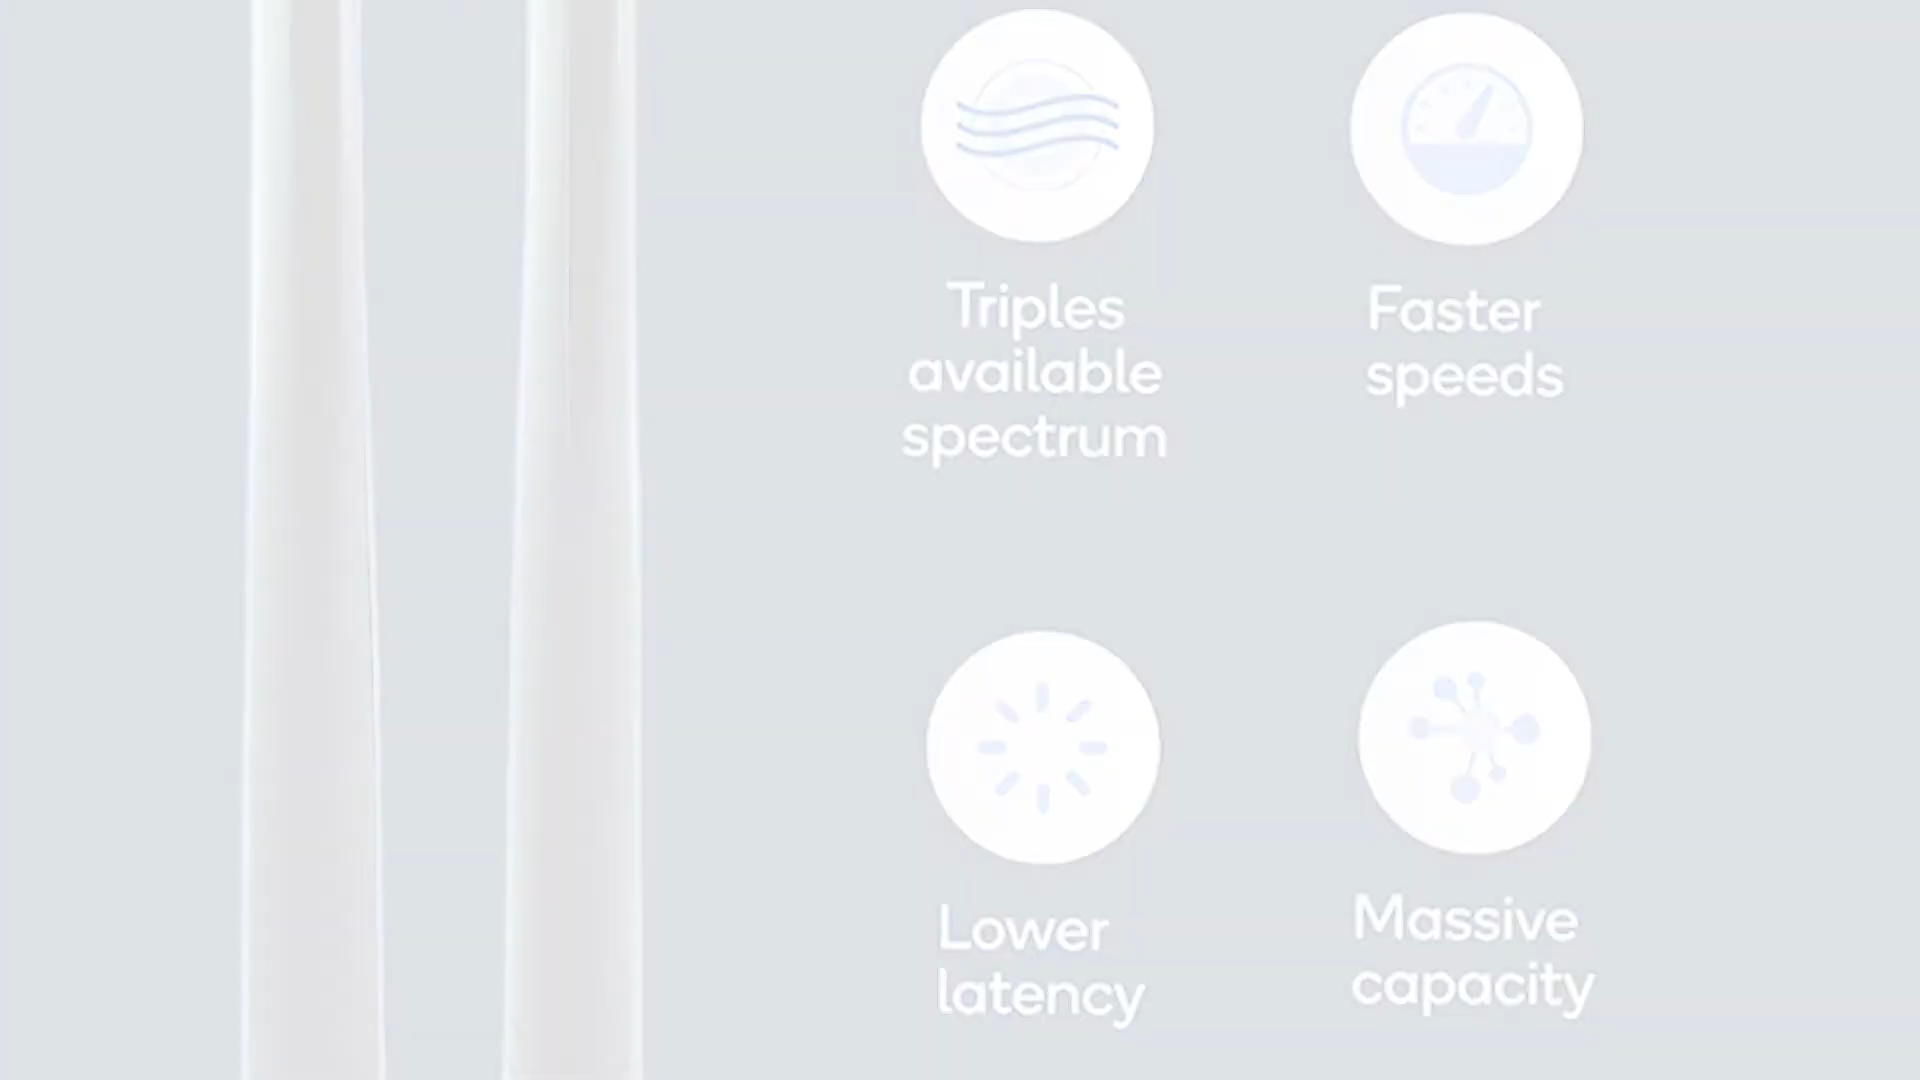 Triples
available
spectrum
Faster
speeds
Lower
latency
Massive
capacity